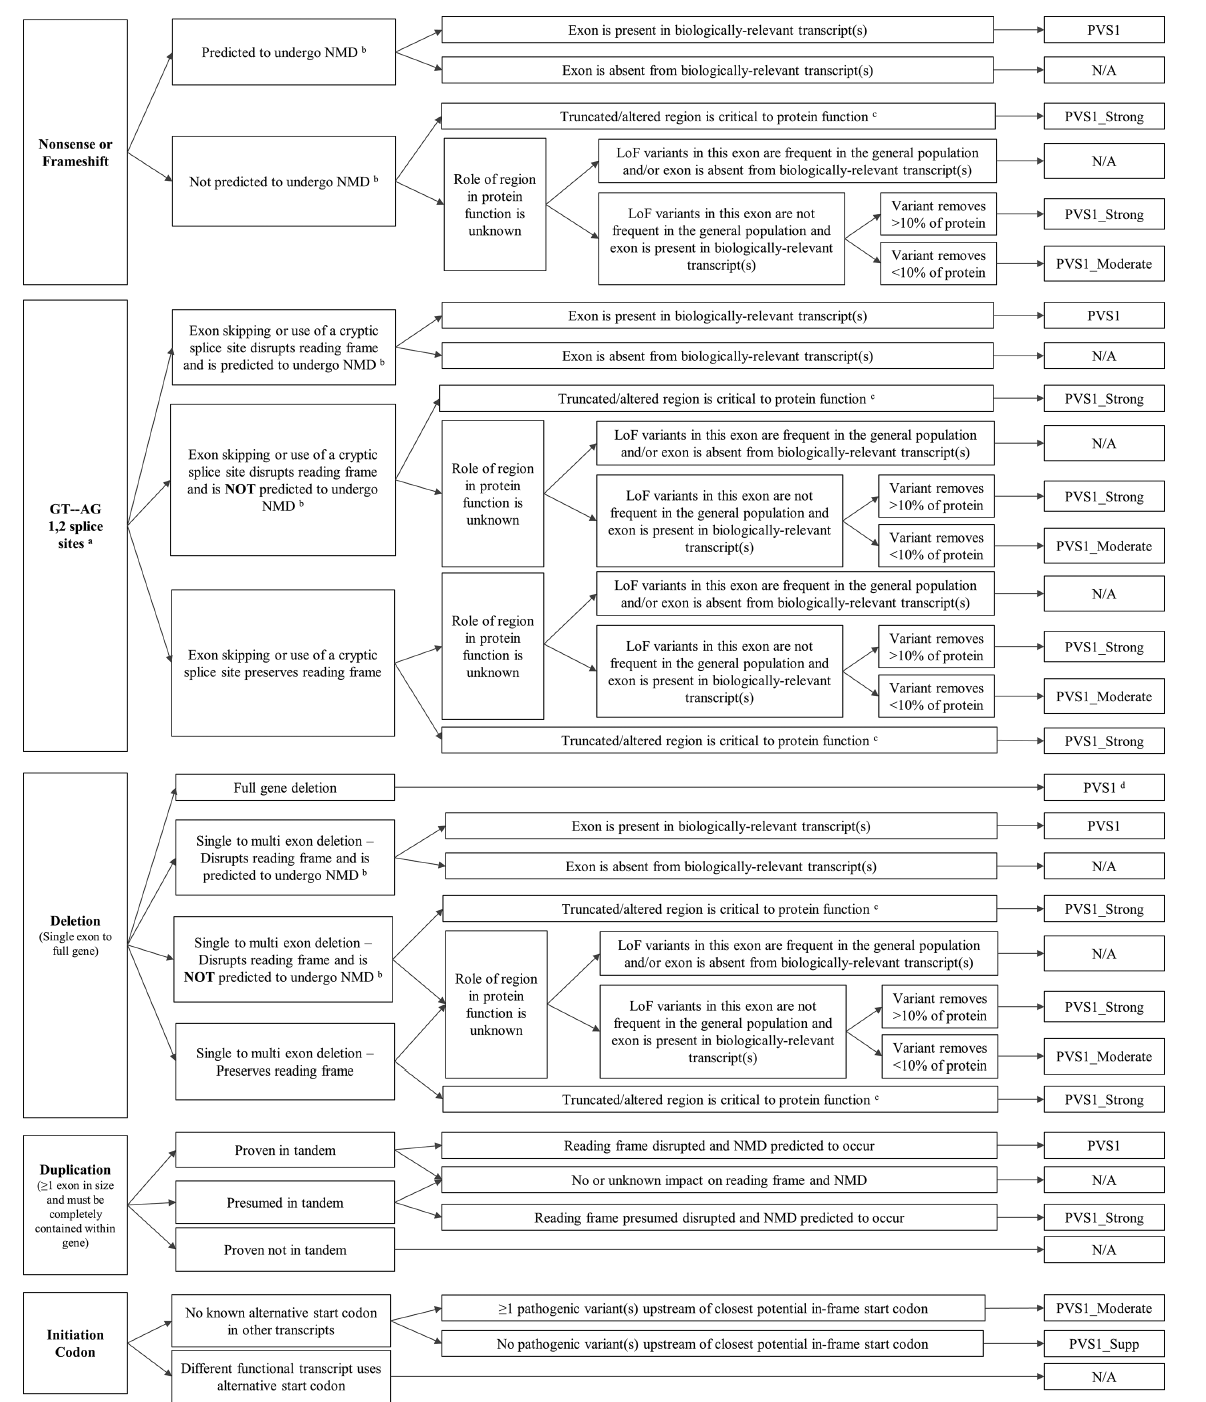 Nonsense or
Frameshift
Predicted to undergo NMD b
Exon is present in biologically-relevant transcript(s)
PVS1
Exon is absent from biologically-relevant transcript(s)
N/A
Not predicted to undergo NMD b
Truncated/altered region is critical to protein function c
PVS1_Strong
Role of region
in protein
function is
unknown
LoF variants in this exon are frequent in the general population
and/or exon is absent from biologically-relevant transcript(s)
N/A
LoF variants in this exon are not
frequent in the general population and
exon is present in biologically-relevant
transcript(s)
Variant removes
>10% of protein
PVS1_Strong
Variant removes
<10% of protein
PVS1_Moderate
GT--AG
1,2 splice
sites a
Exon skipping or use of a cryptic
splice site disrupts reading frame
and is predicted to undergo NMD b
Exon is present in biologically-relevant transcript(s)
PVS1
Exon is absent from biologically-relevant transcript(s)
N/A
Exon skipping or use of a cryptic
splice site disrupts reading frame
and is NOT predicted to undergo
NMD b
Truncated/altered region is critical to protein function c
PVS1_Strong
Role of region
in protein
function is
unknown
LoF variants in this exon are frequent in the general population
and/or exon is absent from biologically-relevant transcript(s)
N/A
LoF variants in this exon are not
frequent in the general population and
exon is present in biologically-relevant
transcript(s)
Variant removes
>10% of protein
PVS1_Strong
Variant removes
<10% of protein
PVS1_Moderate
Exon skipping or use of a cryptic
splice site preserves reading frame
Role of region
in protein
function is
unknown
LoF variants in this exon are frequent in the general population
and/or exon is absent from biologically-relevant transcript(s)
N/A
LoF variants in this exon are not
frequent in the general population and
exon is present in biologically-relevant
transcript(s)
Variant removes
>10% of protein
PVS1_Strong
Variant removes
<10% of protein
PVS1_Moderate
Truncated/altered region is critical to protein function c
PVS1_Strong
Deletion
(Single exon to
full gene)
Full gene deletion
PVS1 d
Single to multi exon deletion –
Disrupts reading frame and is
predicted to undergo NMD b
Exon is present in biologically-relevant transcript(s)
PVS1
Exon is absent from biologically-relevant transcript(s)
N/A
Single to multi exon deletion –
Disrupts reading frame and is
NOT predicted to undergo NMD b
Truncated/altered region is critical to protein function c
PVS1_Strong
Role of region
in protein
function is
unknown
LoF variants in this exon are frequent in the general population
and/or exon is absent from biologically-relevant transcript(s)
N/A
LoF variants in this exon are not
frequent in the general population and
exon is present in biologically-relevant
transcript(s)
Variant removes
>10% of protein
PVS1_Strong
Variant removes
<10% of protein
PVS1_Moderate
Single to multi exon deletion –
Preserves reading frame
Truncated/altered region is critical to protein function c
PVS1_Strong
Duplication
(≥1 exon in size
and must be
completely
contained within
gene)
Proven in tandem
Reading frame disrupted and NMD predicted to occur
PVS1
No or unknown impact on reading frame and NMD
N/A
Presumed in tandem
Reading frame presumed disrupted and NMD predicted to occur
PVS1_Strong
Proven not in tandem
N/A
Initiation
Codon
No known alternative start codon
in other transcripts
≥1 pathogenic variant(s) upstream of closest potential in-frame start codon
PVS1_Moderate
No pathogenic variant(s) upstream of closest potential in-frame start codon
PVS1_Supp
Different functional transcript uses
alternative start codon
N/A